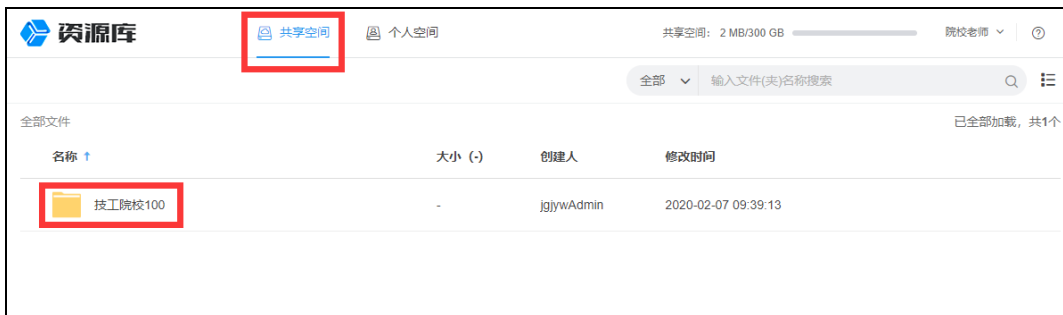 资源库 共享空间 个人空间 共享空间: 2 MB/300 GB 院校老师
全部 输入文件(夹)名称搜索
全部文件 已全部加载, 共1个
名称 ↑ 大小 (-) 创建人 修改时间
技工院校100 - jgjywAdmin 2020-02-07 09:39:13